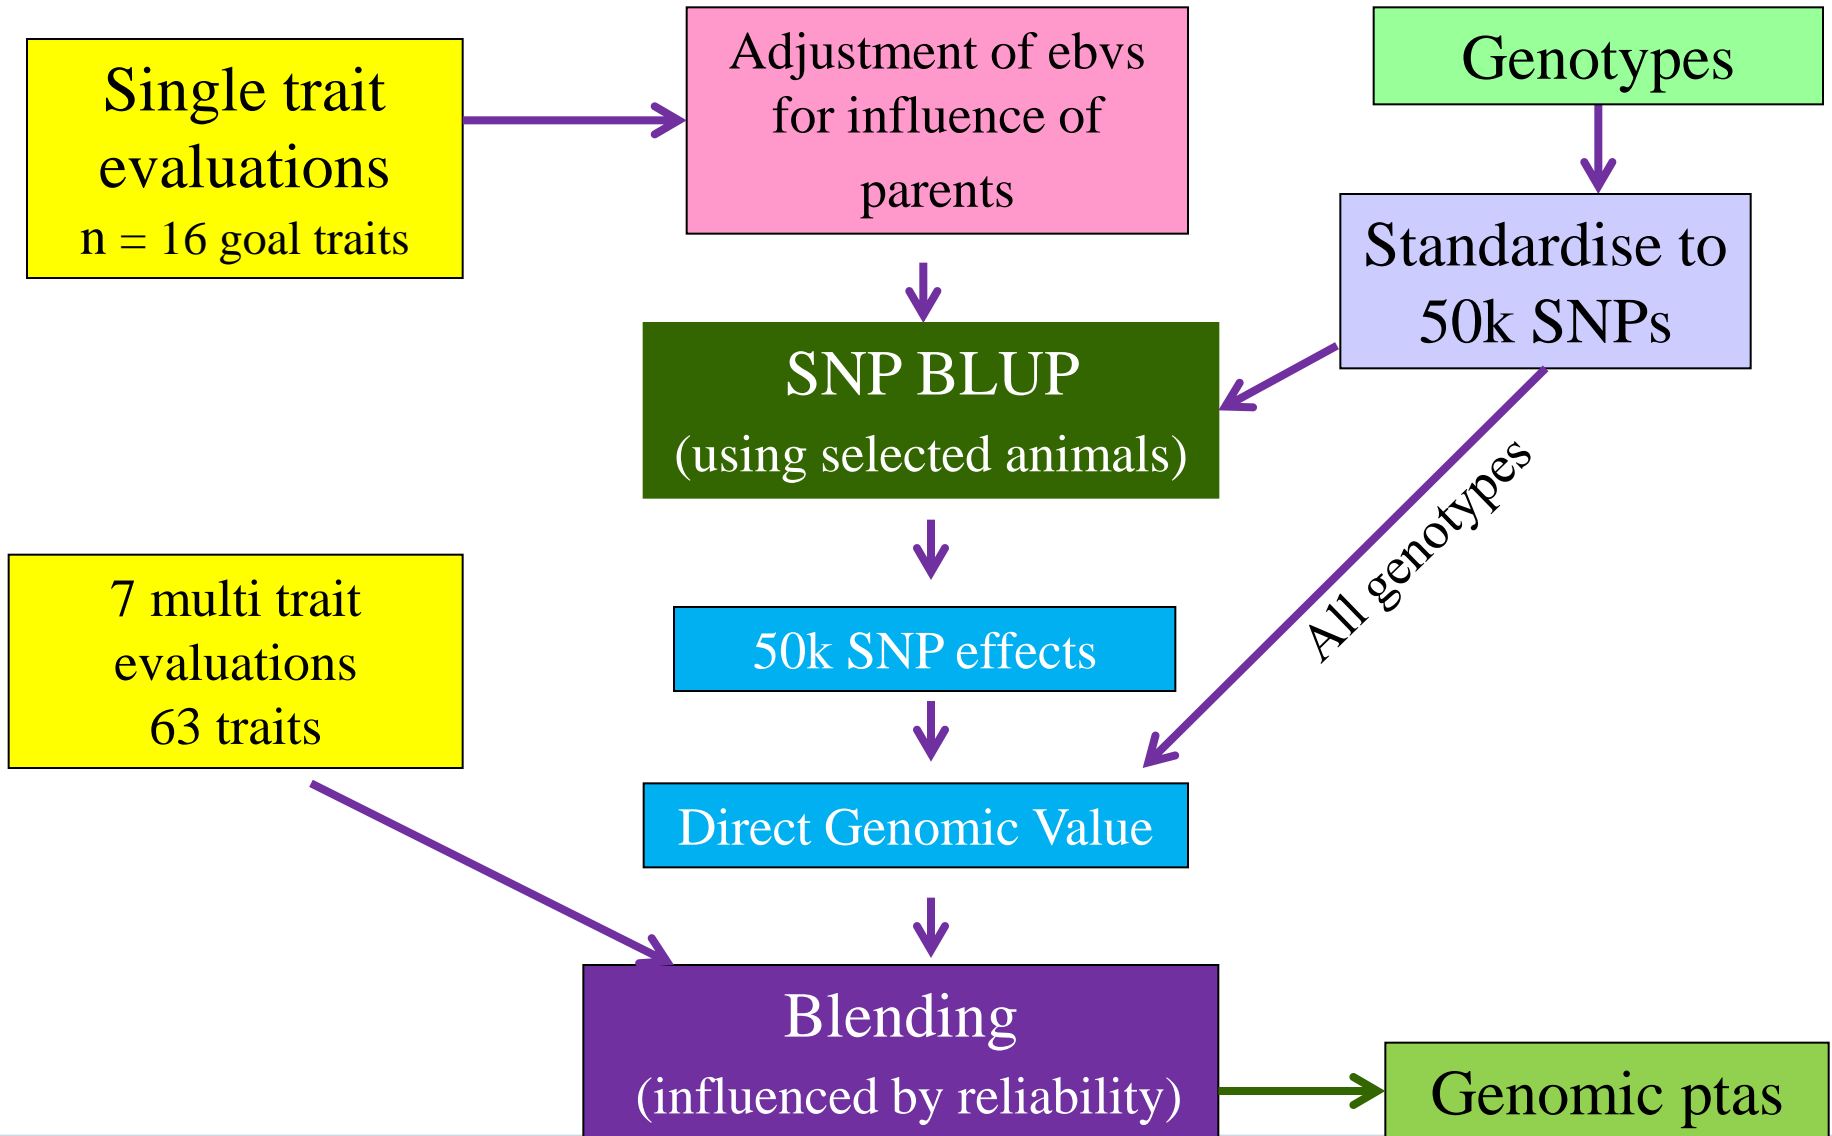 Single trait
evaluations
n = 16 goal traits
Adjustment of ebvs
for influence of
parents
Genotypes
Standardise to
50k SNPs
SNP BLUP
(using selected animals)
All genotypes
7 multi trait
evaluations
63 traits
50k SNP effects
Direct Genomic Value
Blending
(influenced by reliability)
Genomic ptas